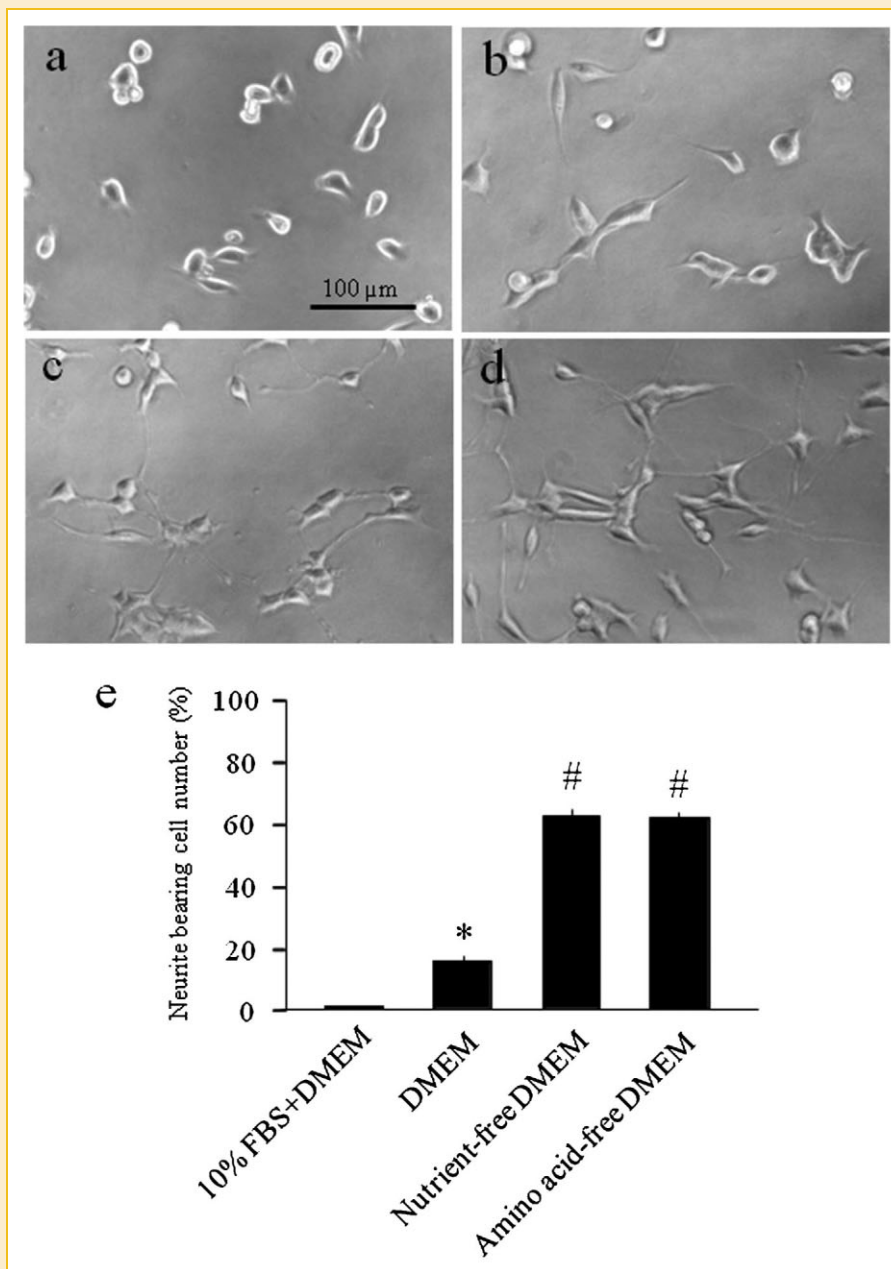 a
b
100 µm
c
d
e
Neurite bearing cell number (%)
100
80
60
40
20
0
*
#
#
10% FBS+DMEM
DMEM
Nutrient-free DMEM
Amino acid-free DMEM